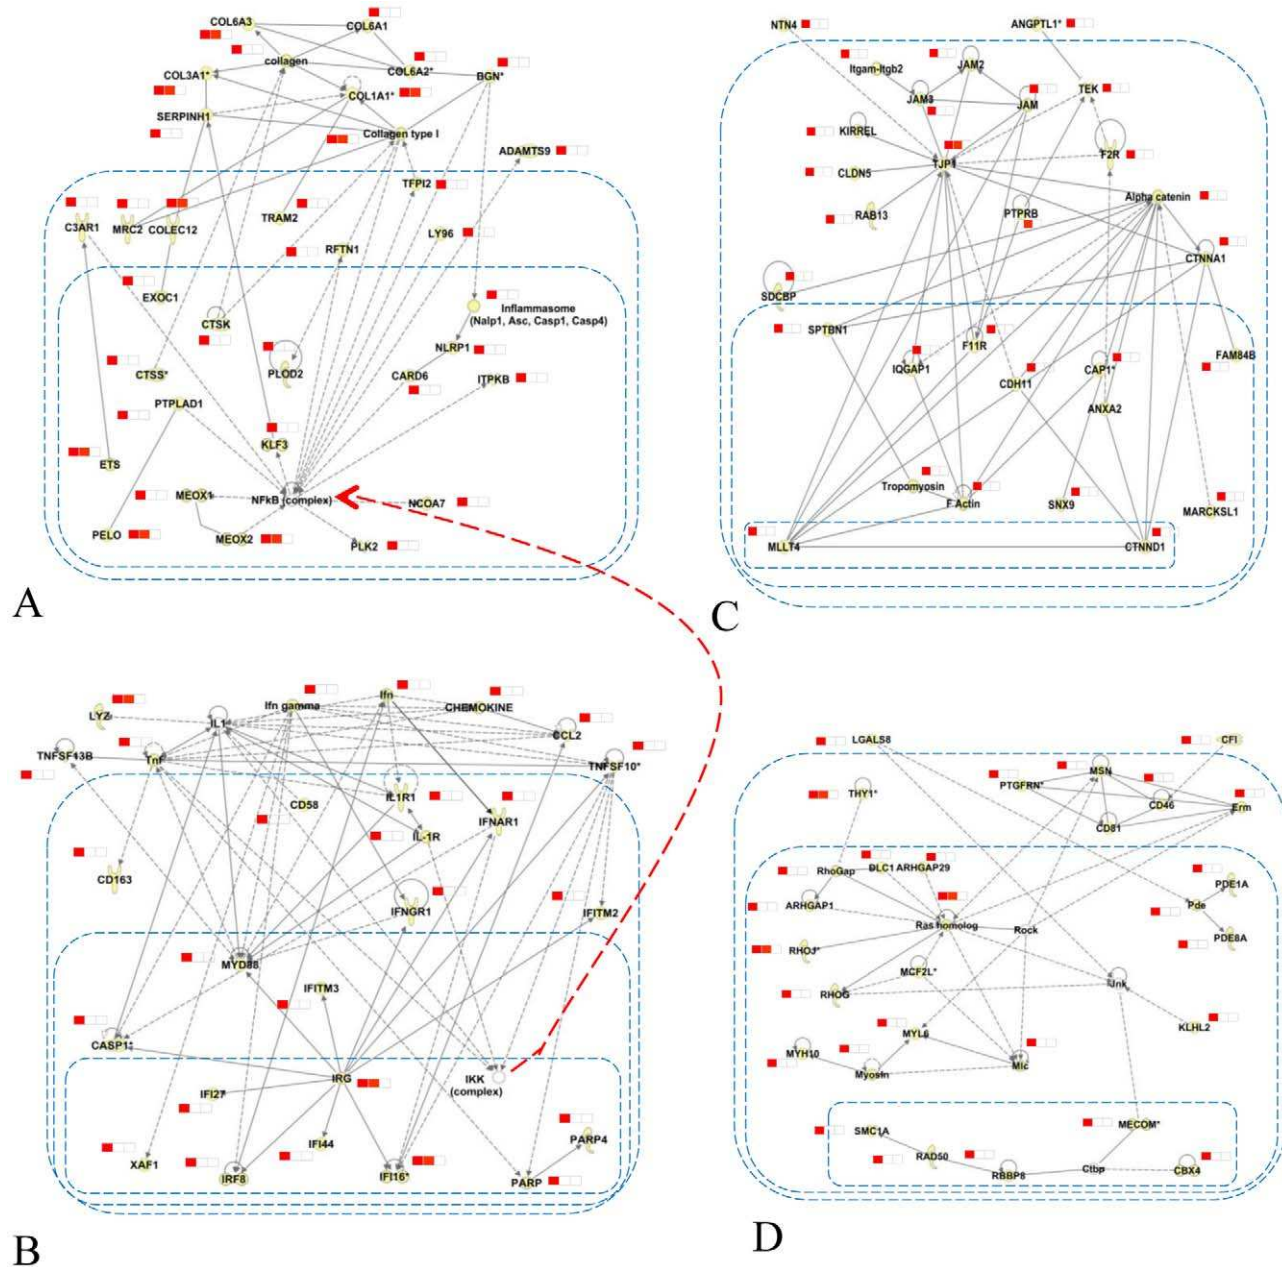 COL6A3
COL6A1
collagen
COL3A1*
COL6A2*
BGN*
COL1A1*
SERPINH1
Collagen type I
ADAMTS9
TFPI2
C3AR1
MRC2
COLEC12
TRAM2
LY96
RFTN1
EXOC1
CTSK
Inflammasome
(Nalp1, Asc, Casp1, Casp4)
NLRP1
CTSS*
PLOD2
CARD6
ITPKB
PTPLAD1
KLF3
ETS
MEOX1
NFkB (complex)
NCOA7
PELO
MEOX2
PLK2
A
NTN4
ANGPTL1*
Itgam-Itgb2
JAM2
JAM3
JAM
TEK
KIRREL
TJP1
F2R
CLDN5
Alpha catenin
RAB13
PTPRB
CTNNA1
SDCBP
SPTBN1
F11R
IQGAP1
CDH11
CAP1*
FAM84B
ANXA2
Tropomyosin
F Actin
SNX9
MARCKSL1
MLLT4
CTNND1
C
LYZ
IL1
Ifn gamma
Ifn
CHEMOKINE
CCL2
TNFSF13B
Tnf
TNFSF10*
CD58
IL1R1
IFNAR1
IL-1R
CD163
IFNGR1
IFITM2
MYD88
IFITM3
CASP1*
IRG
IKK
(complex)
IFI27
IFI44
PARP4
XAF1
IRF8
IFI16*
PARP
B
LGALS8
CFI
MSN
PTGFRN*
THY1*
CD46
Erm
CD81
RhoGap
DLC1
ARHGAP29
PDE1A
ARHGAP1
Pde
Ras homolog
Rock
PDE8A
RHOJ*
MCF2L*
Jnk
RHOG
MYL6
KLHL2
MYH10
Myosin
Mlc
SMC1A
MECOM*
RAD50
RBBP8
Ctbp
CBX4
D